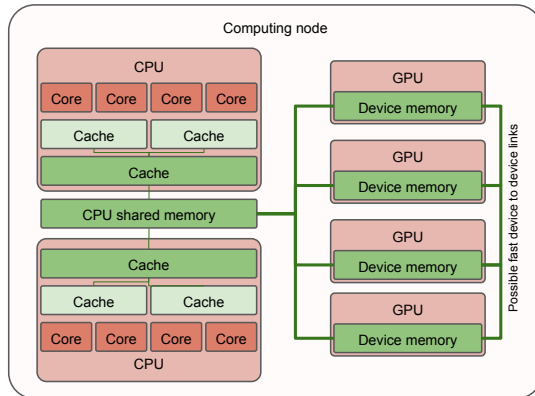 Computing node
CPU
Core Core Core Core
Cache Cache
Cache
CPU shared memory
Cache
Cache Cache
Core Core Core Core
CPU
GPU
Device memory
GPU
Device memory
GPU
Device memory
GPU
Device memory
Possible fast device to device links